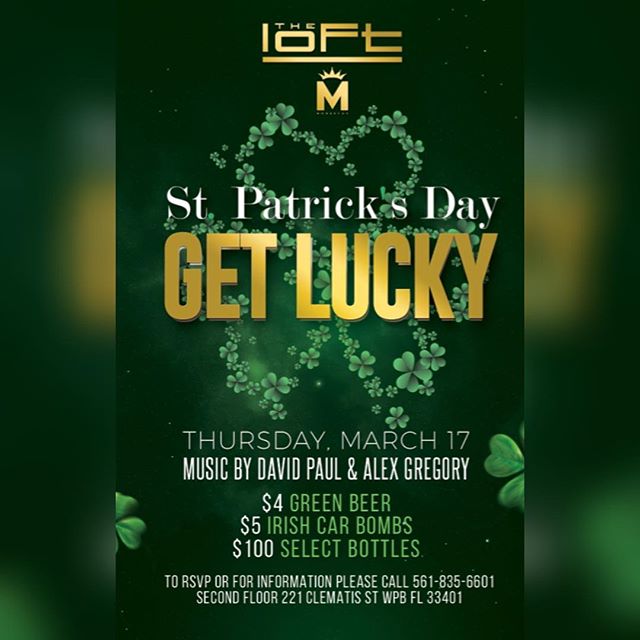 THE
lOFt
M
St Patrick's Day
GET LUCKY
THURSDAY, MARCH 17
MUSIC BY DAVID PAUL & ALEX GREGORY
$4 GREEN BEER
$5 IRISH CAR BOMBS
$100 SELECT BOTTLES
TO RSVP OR FOR INFORMATION PLEASE CALL 561-835-6601
SECOND FLOOR 221 CLEMATIS ST WPB FL 33401